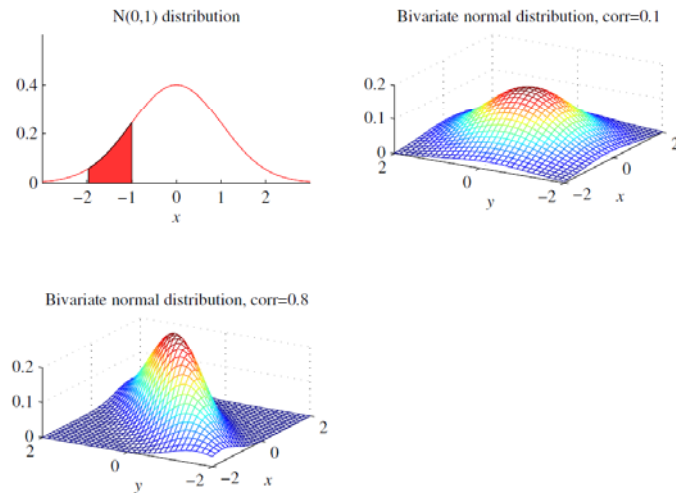 N(0,1) distribution
0.4
0.2
0
−2 −1 0 1 2
x
Bivariate normal distribution, corr=0.1
0.2
0.1
0
2
0
−2
y
−2
0
2
x
Bivariate normal distribution, corr=0.8
0.2
0.1
0
2
0
−2
y
−2
0
2
x